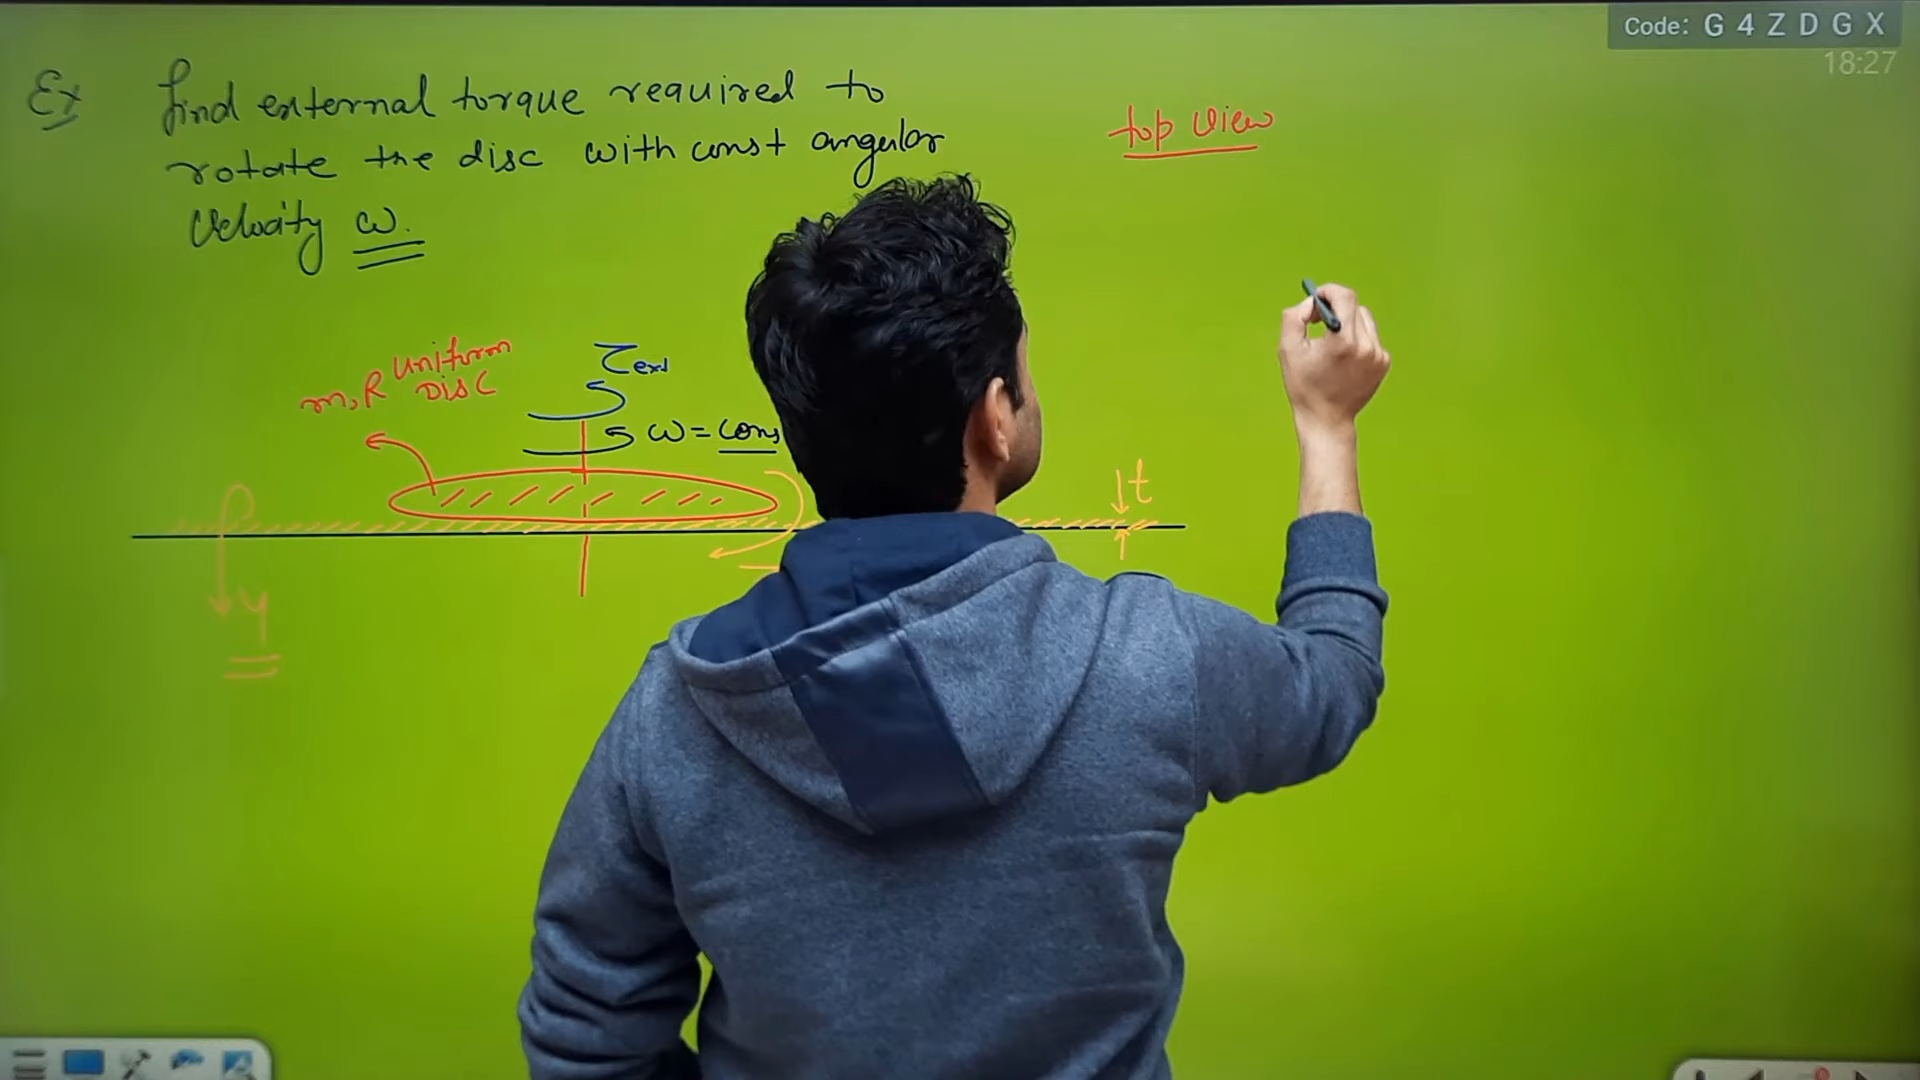 Code: G 4 Z D G X
18:27
Ex find external torque required to
rotate the disc with const angular
Velocity ω.
top view
m, R uniform
Disc
τext
ω = cons
t